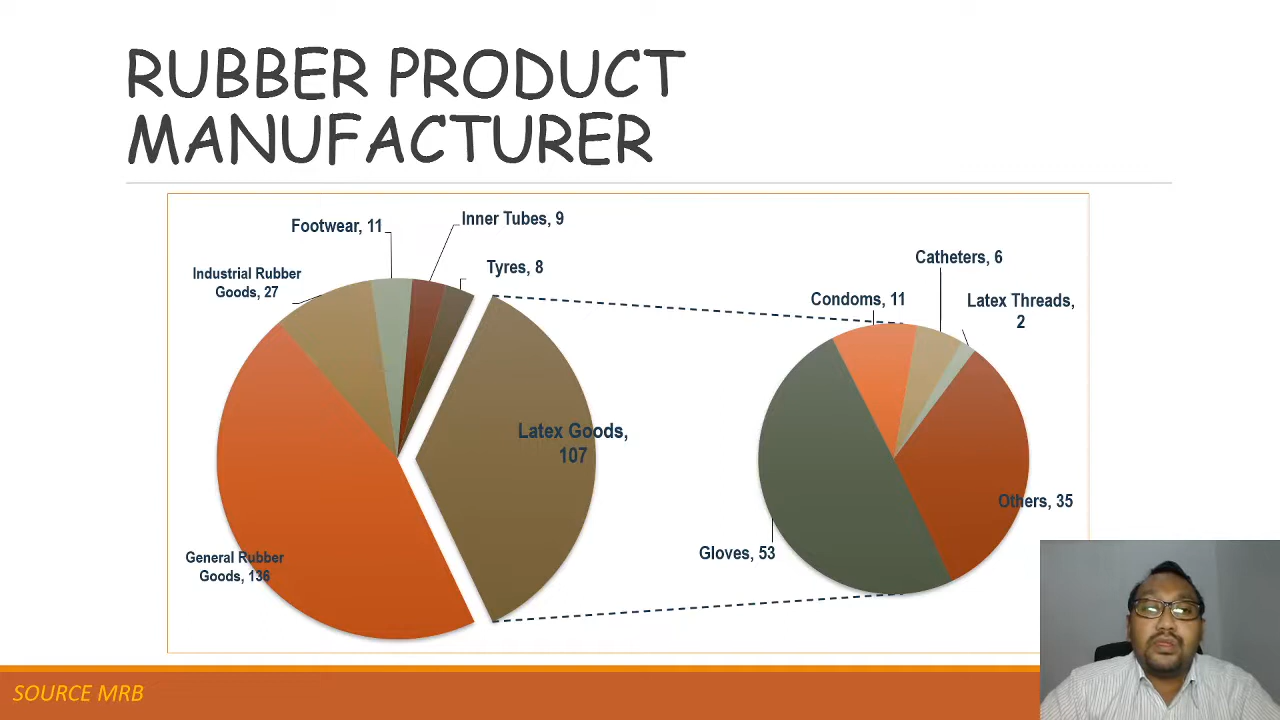 RUBBER PRODUCT
MANUFACTURER
Footwear, 11
Inner Tubes, 9
Industrial Rubber
Goods, 27
Tyres, 8
Latex Goods,
107
General Rubber
Goods, 136
Catheters, 6
Condoms, 11
Latex Threads,
2
Others, 35
Gloves, 53
SOURCE MRB